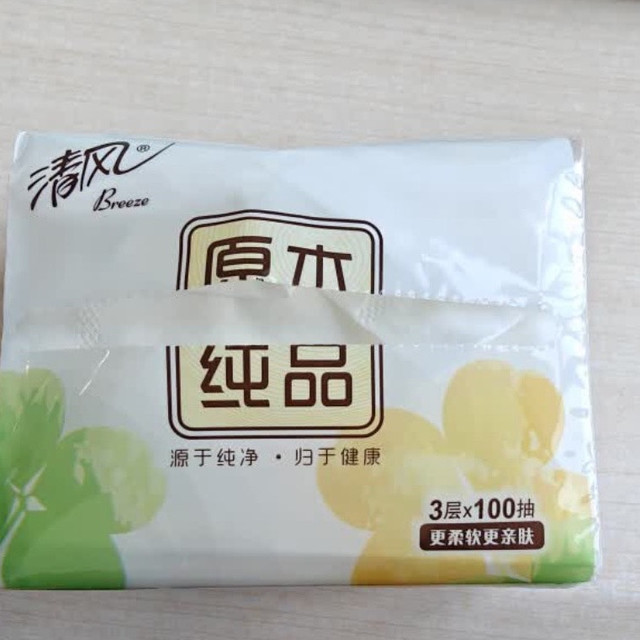 清风®
Breeze
原木
纯品
源于纯净·归于健康
3层x100抽
更柔软更亲肤